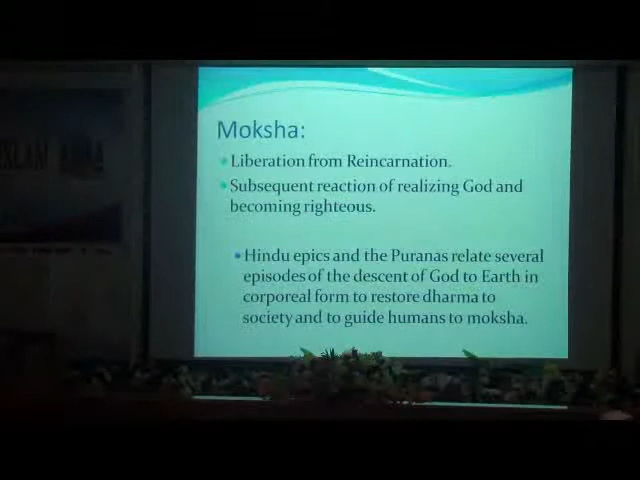 ISLAM
Moksha:
Liberation from Reincarnation.
Subsequent reaction of realizing God and
becoming righteous.
Hindu epics and the Puranas relate several
episodes of the descent of God to Earth in
corporeal form to restore dharma to
society and to guide humans to moksha.